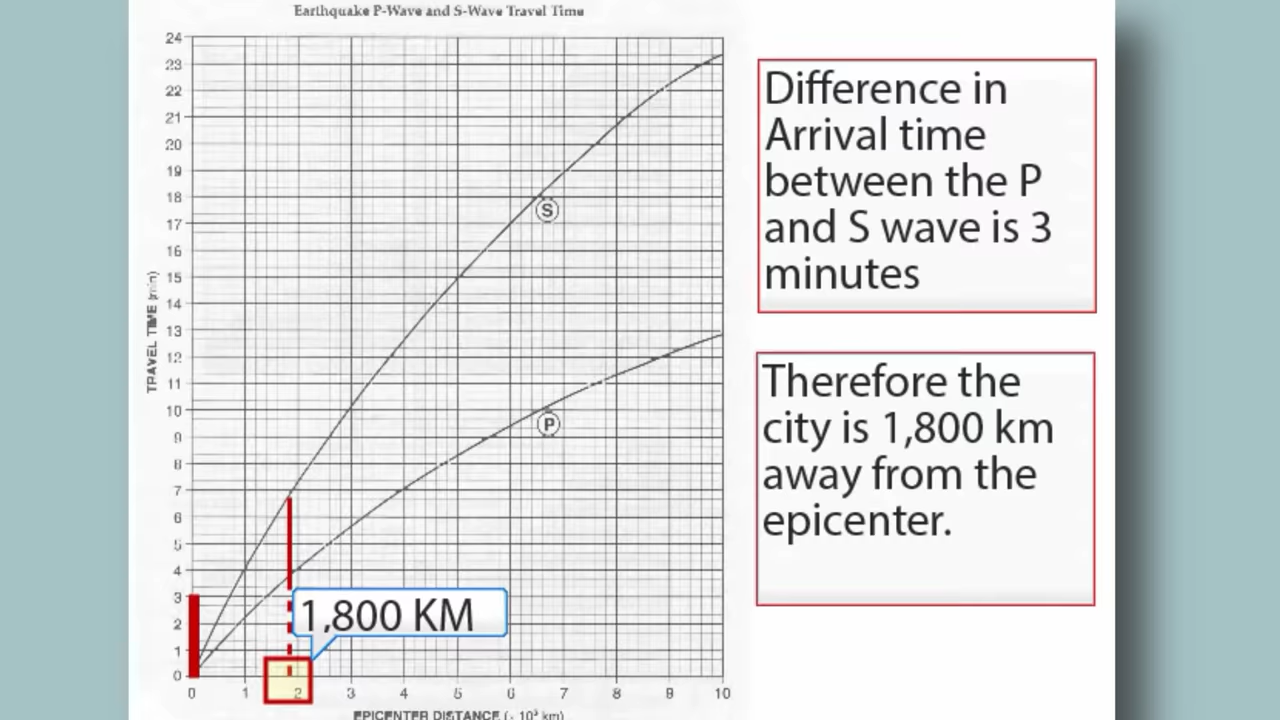 Earthquake P-Wave and S-Wave Travel Time
24
23
22
21
20
19
18
17
16
15
14
13
12
11
10
9
8
7
6
5
4
3
2
1
0
TRAVEL TIME (min)
S
P
1,800 KM
0 1 2 3 4 5 6 7 8 9 10
EPICENTER DISTANCE (· 10³ km)
Difference in
Arrival time
between the P
and S wave is 3
minutes
Therefore the
city is 1,800 km
away from the
epicenter.